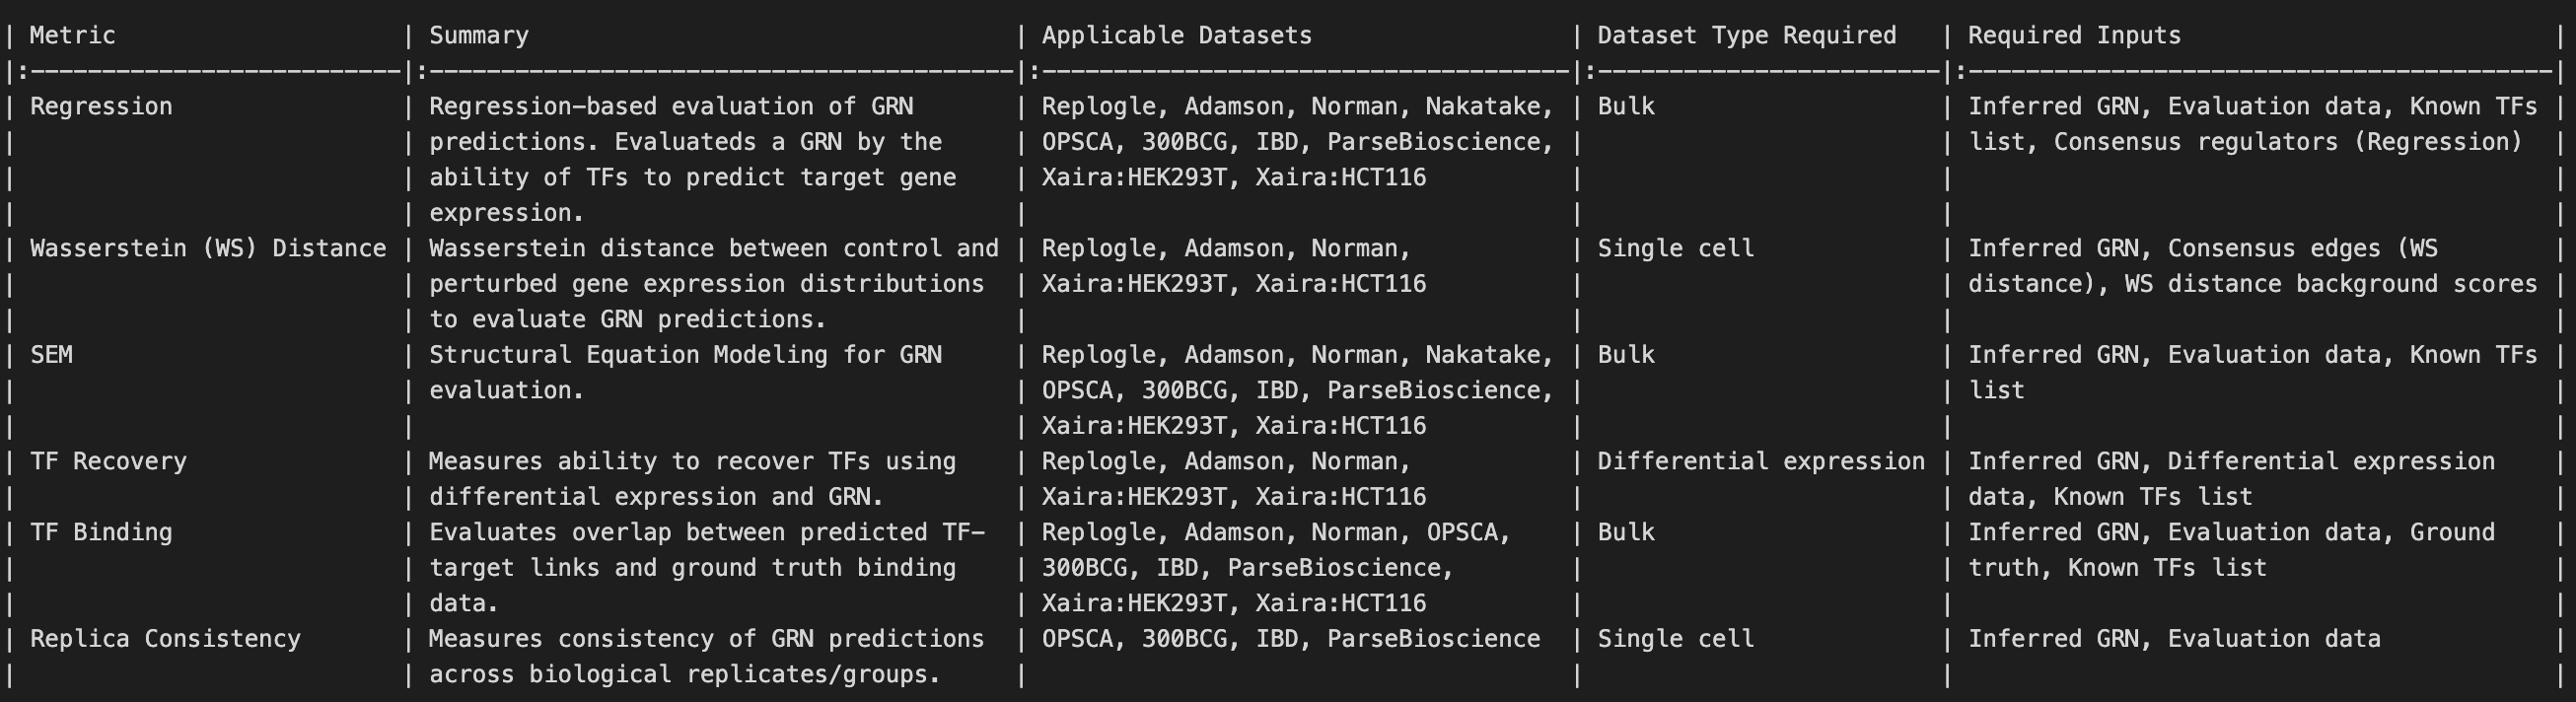 | Metric | Summary | Applicable Datasets | Dataset Type Required | Required Inputs |
|:--------------------------|:-----------------------------------------|:-------------------------------------|:------------------------|:-----------------------------------------|
| Regression | Regression-based evaluation of GRN | Replogle, Adamson, Norman, Nakatake, | Bulk | Inferred GRN, Evaluation data, Known TFs |
| | predictions. Evaluateds a GRN by the | OPSCA, 300BCG, IBD, ParseBioscience, | | list, Consensus regulators (Regression) |
| | ability of TFs to predict target gene | Xaira:HEK293T, Xaira:HCT116 | | |
| | expression. | | | |
| Wasserstein (WS) Distance | Wasserstein distance between control and | Replogle, Adamson, Norman, | Single cell | Inferred GRN, Consensus edges (WS |
| | perturbed gene expression distributions | Xaira:HEK293T, Xaira:HCT116 | | distance), WS distance background scores |
| | to evaluate GRN predictions. | | | |
| SEM | Structural Equation Modeling for GRN | Replogle, Adamson, Norman, Nakatake, | Bulk | Inferred GRN, Evaluation data, Known TFs |
| | evaluation. | OPSCA, 300BCG, IBD, ParseBioscience, | | list |
| | | Xaira:HEK293T, Xaira:HCT116 | | |
| TF Recovery | Measures ability to recover TFs using | Replogle, Adamson, Norman, | Differential expression | Inferred GRN, Differential expression |
| | differential expression and GRN. | Xaira:HEK293T, Xaira:HCT116 | | data, Known TFs list |
| TF Binding | Evaluates overlap between predicted TF- | Replogle, Adamson, Norman, OPSCA, | Bulk | Inferred GRN, Evaluation data, Ground |
| | target links and ground truth binding | 300BCG, IBD, ParseBioscience, | | truth, Known TFs list |
| | data. | Xaira:HEK293T, Xaira:HCT116 | | |
| Replica Consistency | Measures consistency of GRN predictions | OPSCA, 300BCG, IBD, ParseBioscience | Single cell | Inferred GRN, Evaluation data |
| | across biological replicates/groups. | | | |